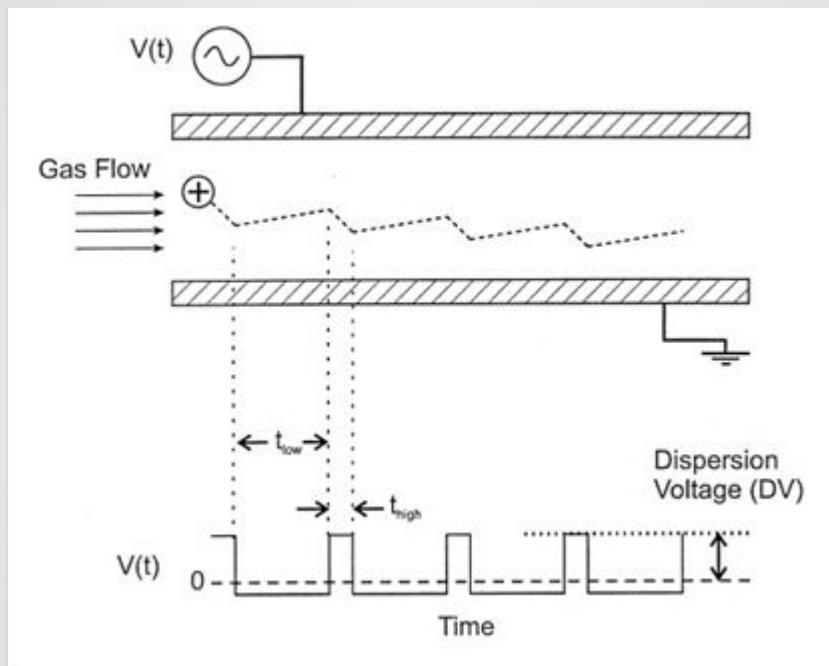 V(t)
Gas Flow
+
t_low
Dispersion
Voltage (DV)
t_high
V(t)
0
Time